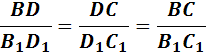 BD/B₁D₁ = DC/D₁C₁ = BC/B₁C₁